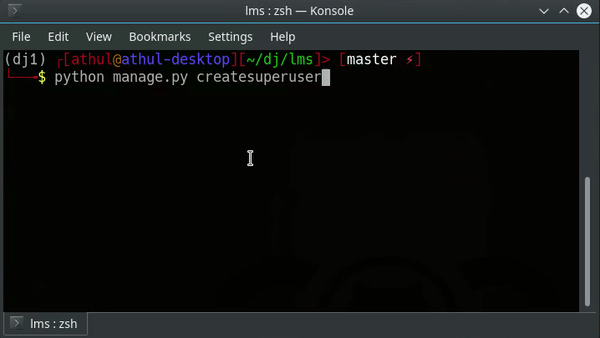 lms : zsh — Konsole
File Edit View Bookmarks Settings Help
(dj1) ┌[athul@athul-desktop][~/dj/lms]> [master ⚡]
└──╼$ python manage.py createsuperuser
lms : zsh